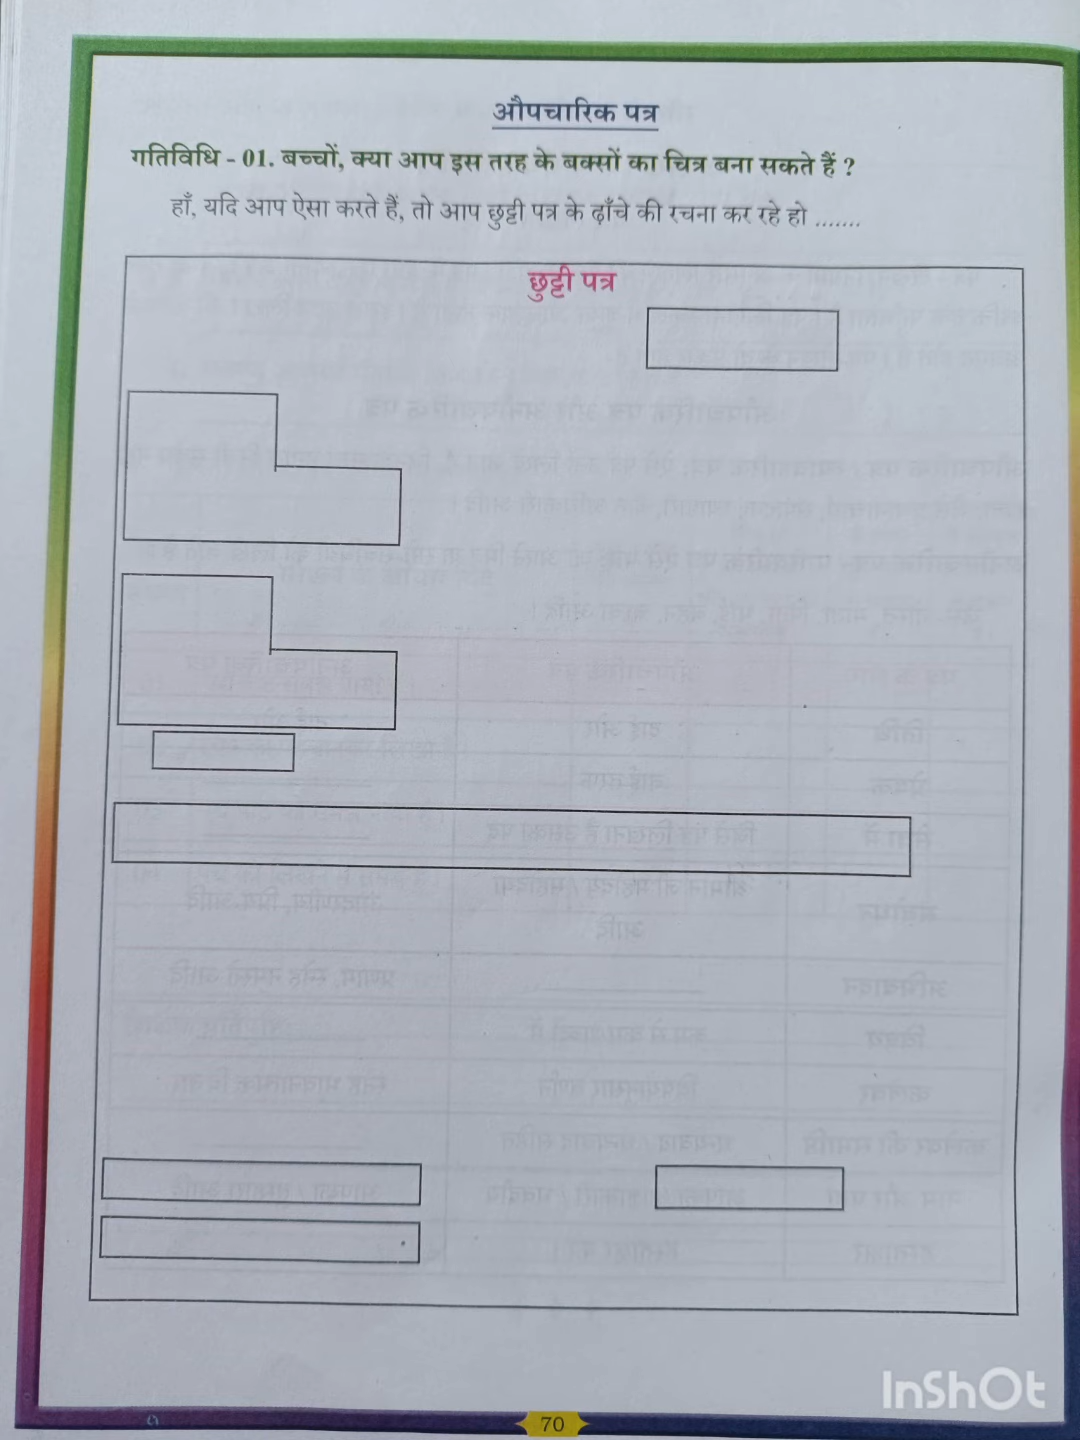 औपचारिक पत्र
गतिविधि - 01. बच्चों, क्या आप इस तरह के बक्सों का चित्र बना सकते हैं ?
हाँ, यदि आप ऐसा करते हैं, तो आप छुट्टी पत्र के ढ़ाँचे की रचना कर रहे हो .......
छुट्टी पत्र
70
InShOt